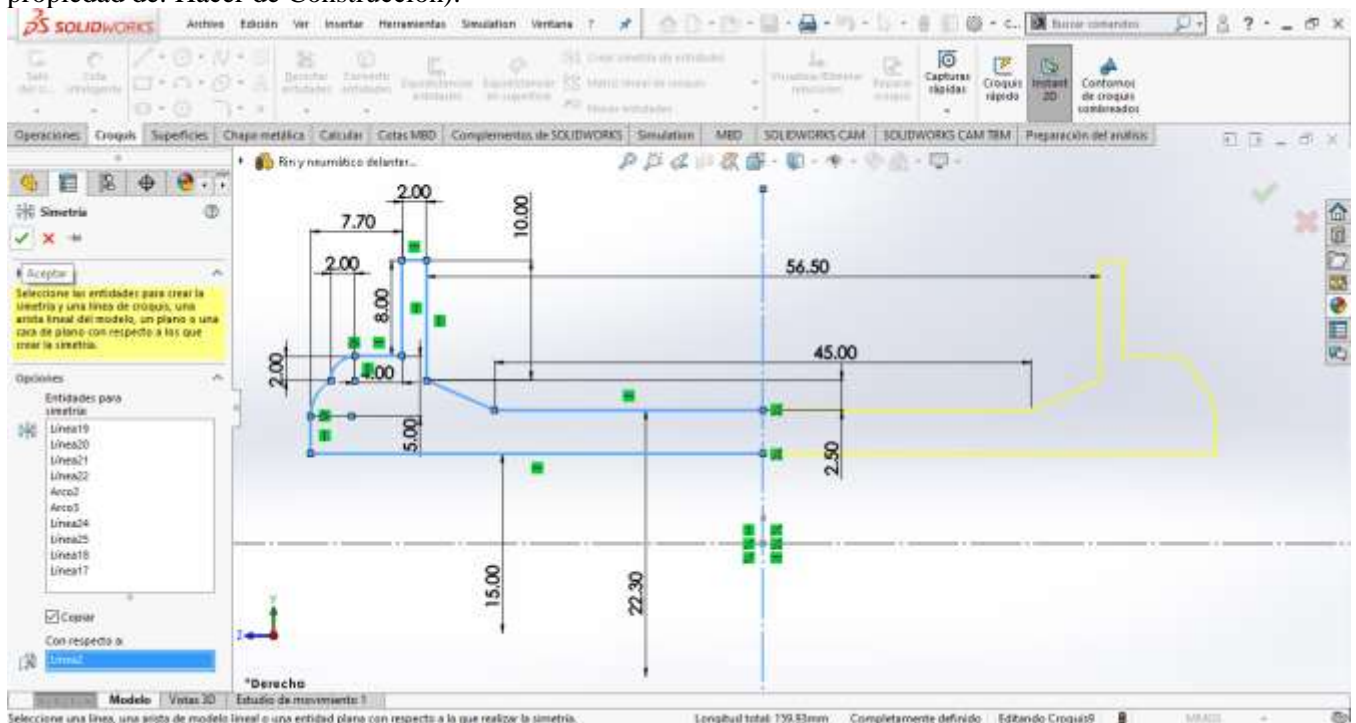 propiedad de: Hacer de Construcción).
SOLIDWORKS Archivo Edición Ver Insertar Herramientas Simulation Ventana ? c.. Buscar comandos
Capturas rápidas
Croquis rápido
Instant 2D
Contornos de croquis sombreados
Operaciones Croquis Superficies Chapa metálica Calcular Cotas MBD Complementos de SOLIDWORKS Simulation MBD SOLIDWORKS CAM SOLIDWORKS CAM TBM Preparación del análisis
Rin y neumático delanter...
Simetría
Aceptar
Seleccione las entidades para crear la
simetría y una línea de croquis, una
arista lineal del modelo, un plano o una
cara de plano con respecto a los que
crear la simetría.
Opciones
Entidades para
simetría:
Línea19
Línea20
Línea21
Línea22
Arco2
Arco3
Línea24
Línea25
Línea18
Línea17
Copiar
Con respecto a:
Línea2
2.00
7.70
10.00
2.00
56.50
8.00
45.00
2.00
4.00
5.00
2.50
15.00
22.30
Y
Z
*Derecha
Modelo Vistas 3D Estudio de movimiento 1
Seleccione una línea, una arista de modelo lineal o una entidad plana con respecto a la que realizar la simetría. Longitud total: 159.93mm Completamente definido Editando Croquis9 MMGS